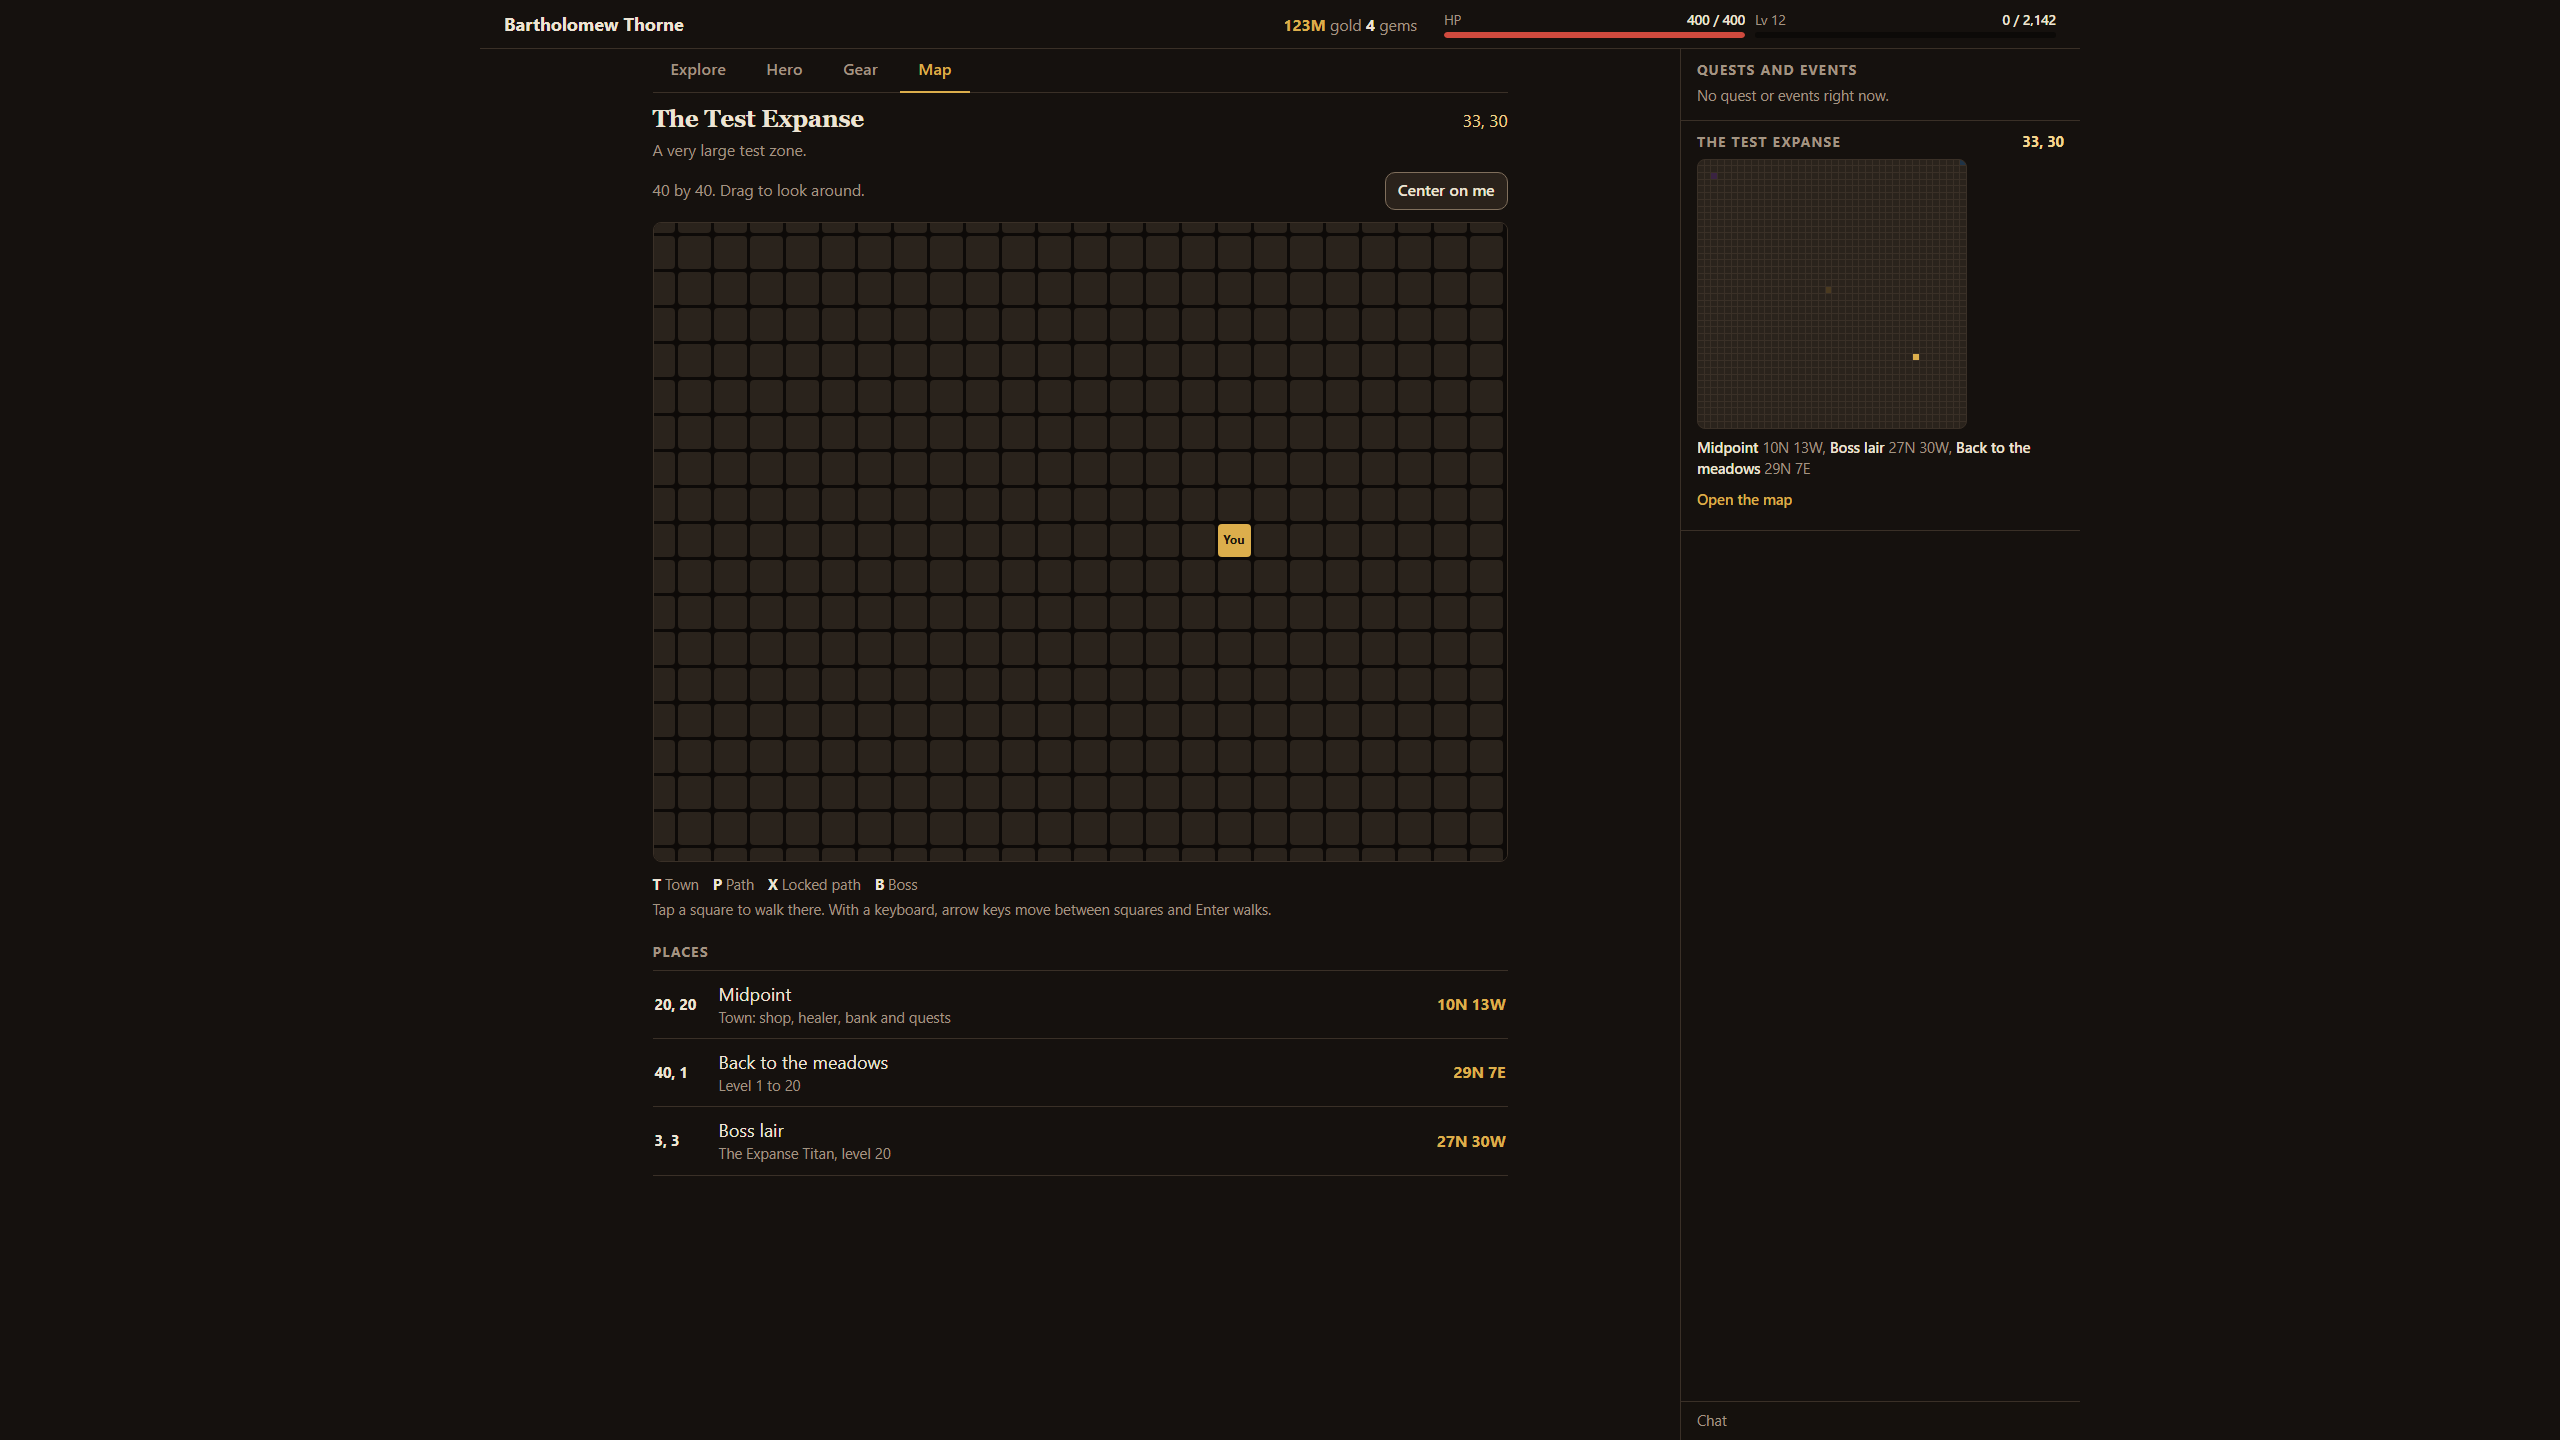 Bartholomew Thorne
123M gold 4 gems
HP 400 / 400
Lv 12 0 / 2,142
Explore Hero Gear Map
The Test Expanse
33, 30
A very large test zone.
40 by 40. Drag to look around.
Center on me
You
T Town P Path X Locked path B Boss
Tap a square to walk there. With a keyboard, arrow keys move between squares and Enter walks.
PLACES
20, 20 Midpoint 10N 13W
Town: shop, healer, bank and quests
40, 1 Back to the meadows 29N 7E
Level 1 to 20
3, 3 Boss lair 27N 30W
The Expanse Titan, level 20
QUESTS AND EVENTS
No quest or events right now.
THE TEST EXPANSE 33, 30
Midpoint 10N 13W, Boss lair 27N 30W, Back to the
meadows 29N 7E
Open the map
Chat